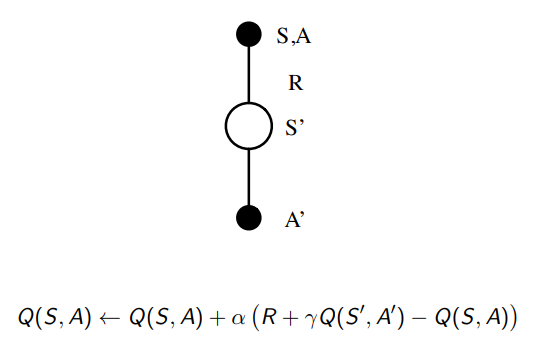 S,A
R
S'
A'
Q(S, A) ← Q(S, A) + α (R + γQ(S′, A′) − Q(S, A))